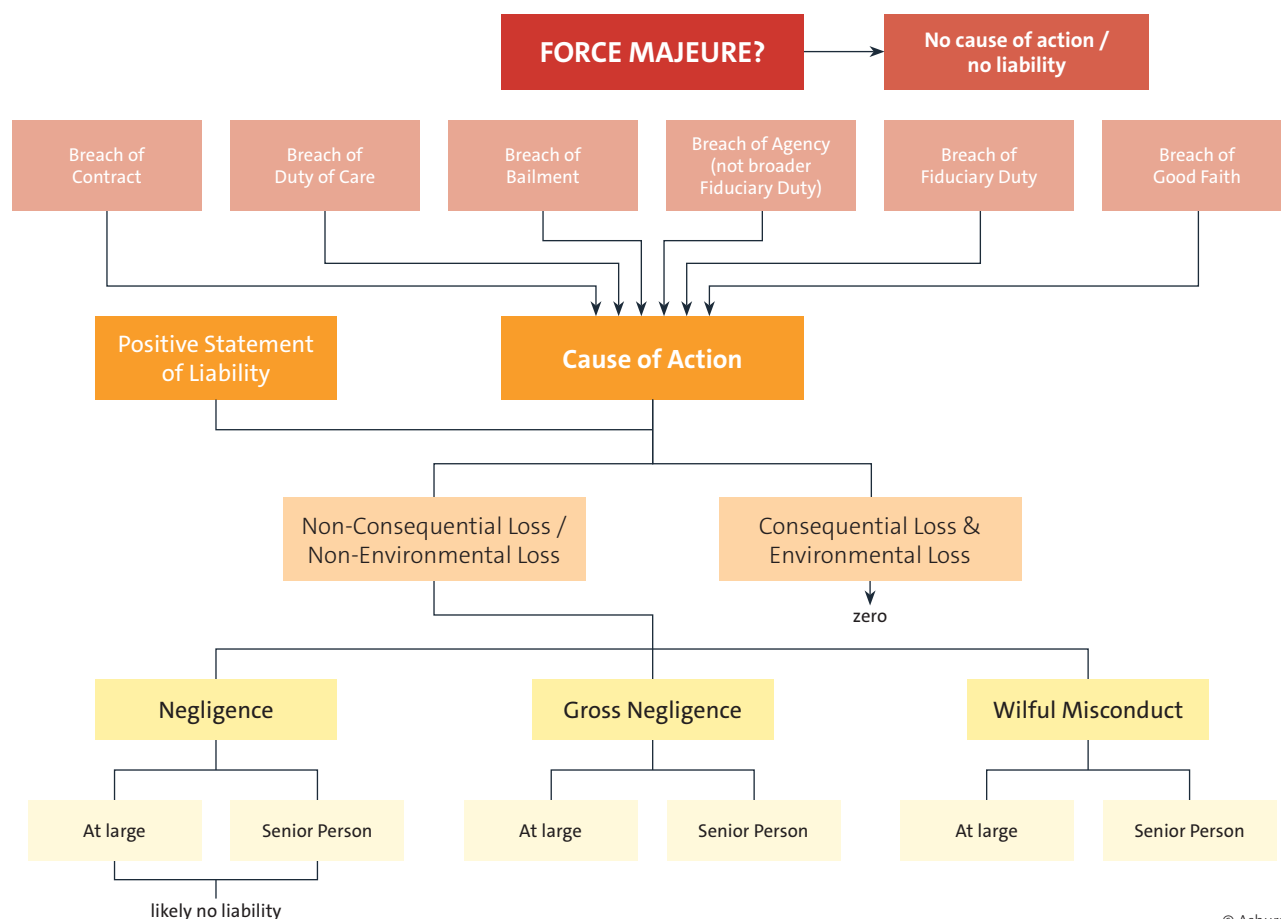 FORCE MAJEURE?
No cause of action /
no liability
Breach of
Contract
Breach of
Duty of Care
Breach of
Bailment
Breach of Agency
(not broader
Fiduciary Duty)
Breach of
Fiduciary Duty
Breach of
Good Faith
Positive Statement
of Liability
Cause of Action
Non-Consequential Loss /
Non-Environmental Loss
Consequential Loss &
Environmental Loss
zero
Negligence
Gross Negligence
Wilful Misconduct
At large
Senior Person
At large
Senior Person
At large
Senior Person
likely no liability
©